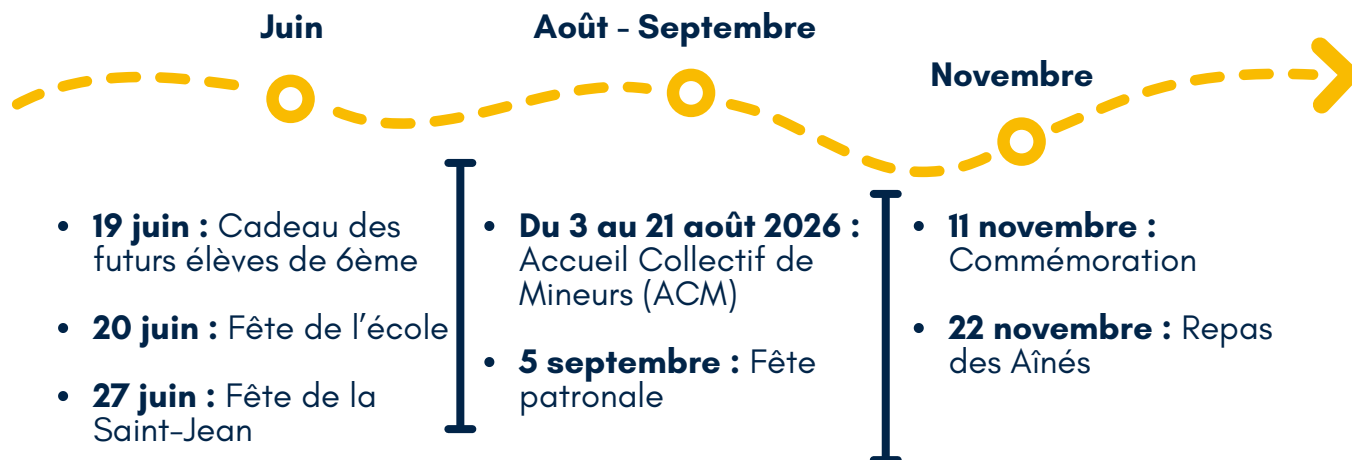 Juin
• 19 juin : Cadeau des
futurs élèves de 6ème
• 20 juin : Fête de l’école
• 27 juin : Fête de la
Saint-Jean
Août - Septembre
• Du 3 au 21 août 2026 :
Accueil Collectif de
Mineurs (ACM)
• 5 septembre : Fête
patronale
Novembre
• 11 novembre :
Commémoration
• 22 novembre : Repas
des Aînés